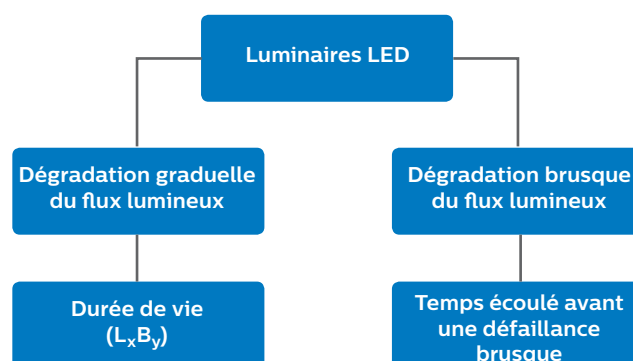 Luminaires LED
Dégradation graduelle
du flux lumineux
Dégradation brusque
du flux lumineux
Durée de vie
(LxBy)
Temps écoulé avant
une défaillance
brusque